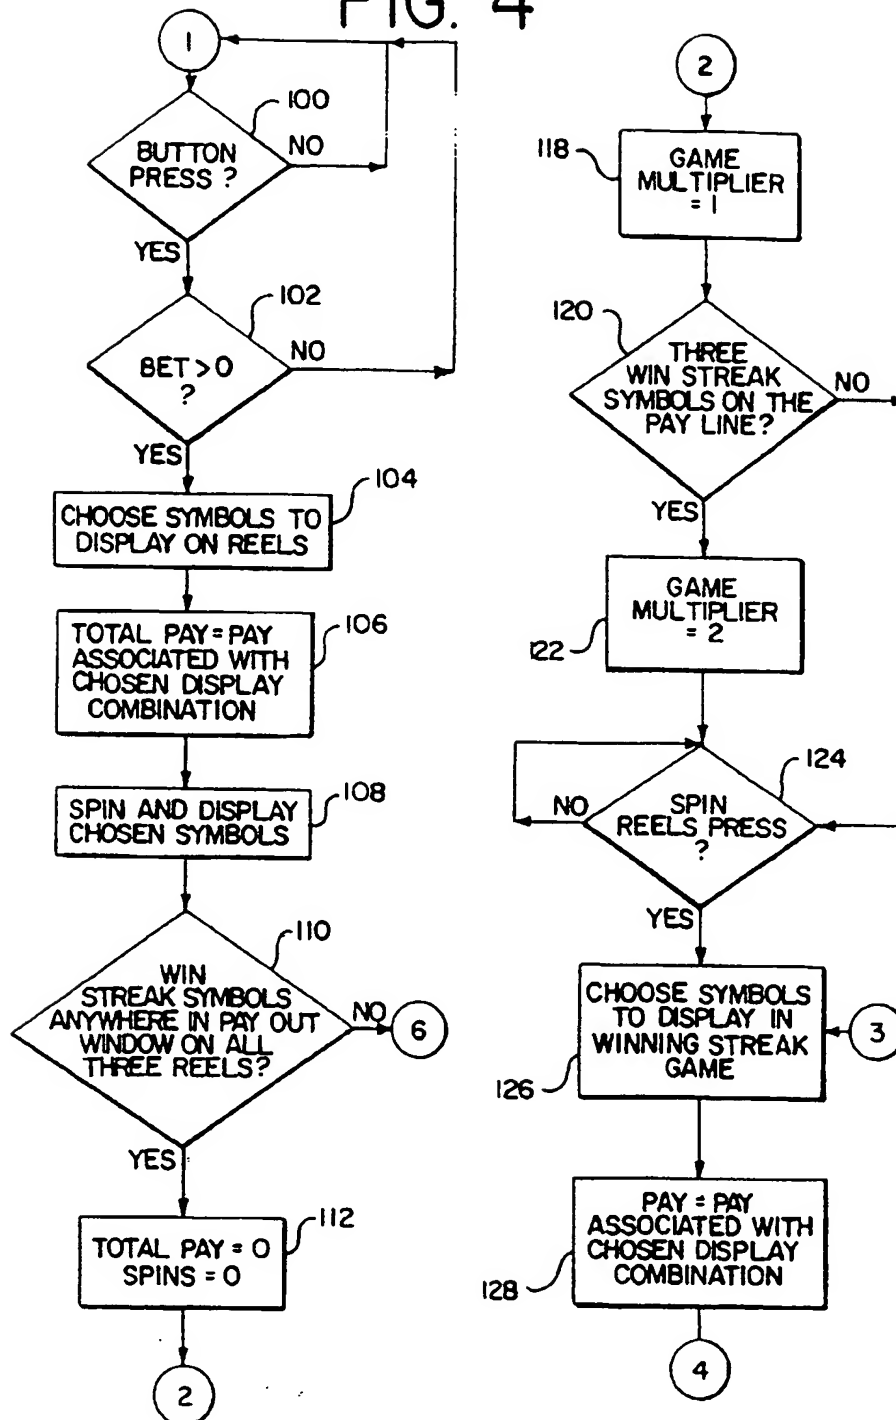 FIG. 4
1
100
BUTTON
PRESS ?
NO
YES
102
BET > 0
?
NO
YES
104
CHOOSE SYMBOLS TO
DISPLAY ON REELS
106
TOTAL PAY = PAY
ASSOCIATED WITH
CHOSEN DISPLAY
COMBINATION
108
SPIN AND DISPLAY
CHOSEN SYMBOLS
110
WIN
STREAK SYMBOLS
ANYWHERE IN PAY OUT
WINDOW ON ALL
THREE REELS?
NO
6
YES
112
TOTAL PAY = 0
SPINS = 0
2
2
118
GAME
MULTIPLIER
= 1
120
THREE
WIN STREAK
SYMBOLS ON THE
PAY LINE?
NO
YES
GAME
MULTIPLIER
= 2
122
124
SPIN
REELS PRESS
?
NO
YES
CHOOSE SYMBOLS
TO DISPLAY IN
WINNING STREAK
GAME
3
126
PAY = PAY
ASSOCIATED WITH
CHOSEN DISPLAY
COMBINATION
128
4